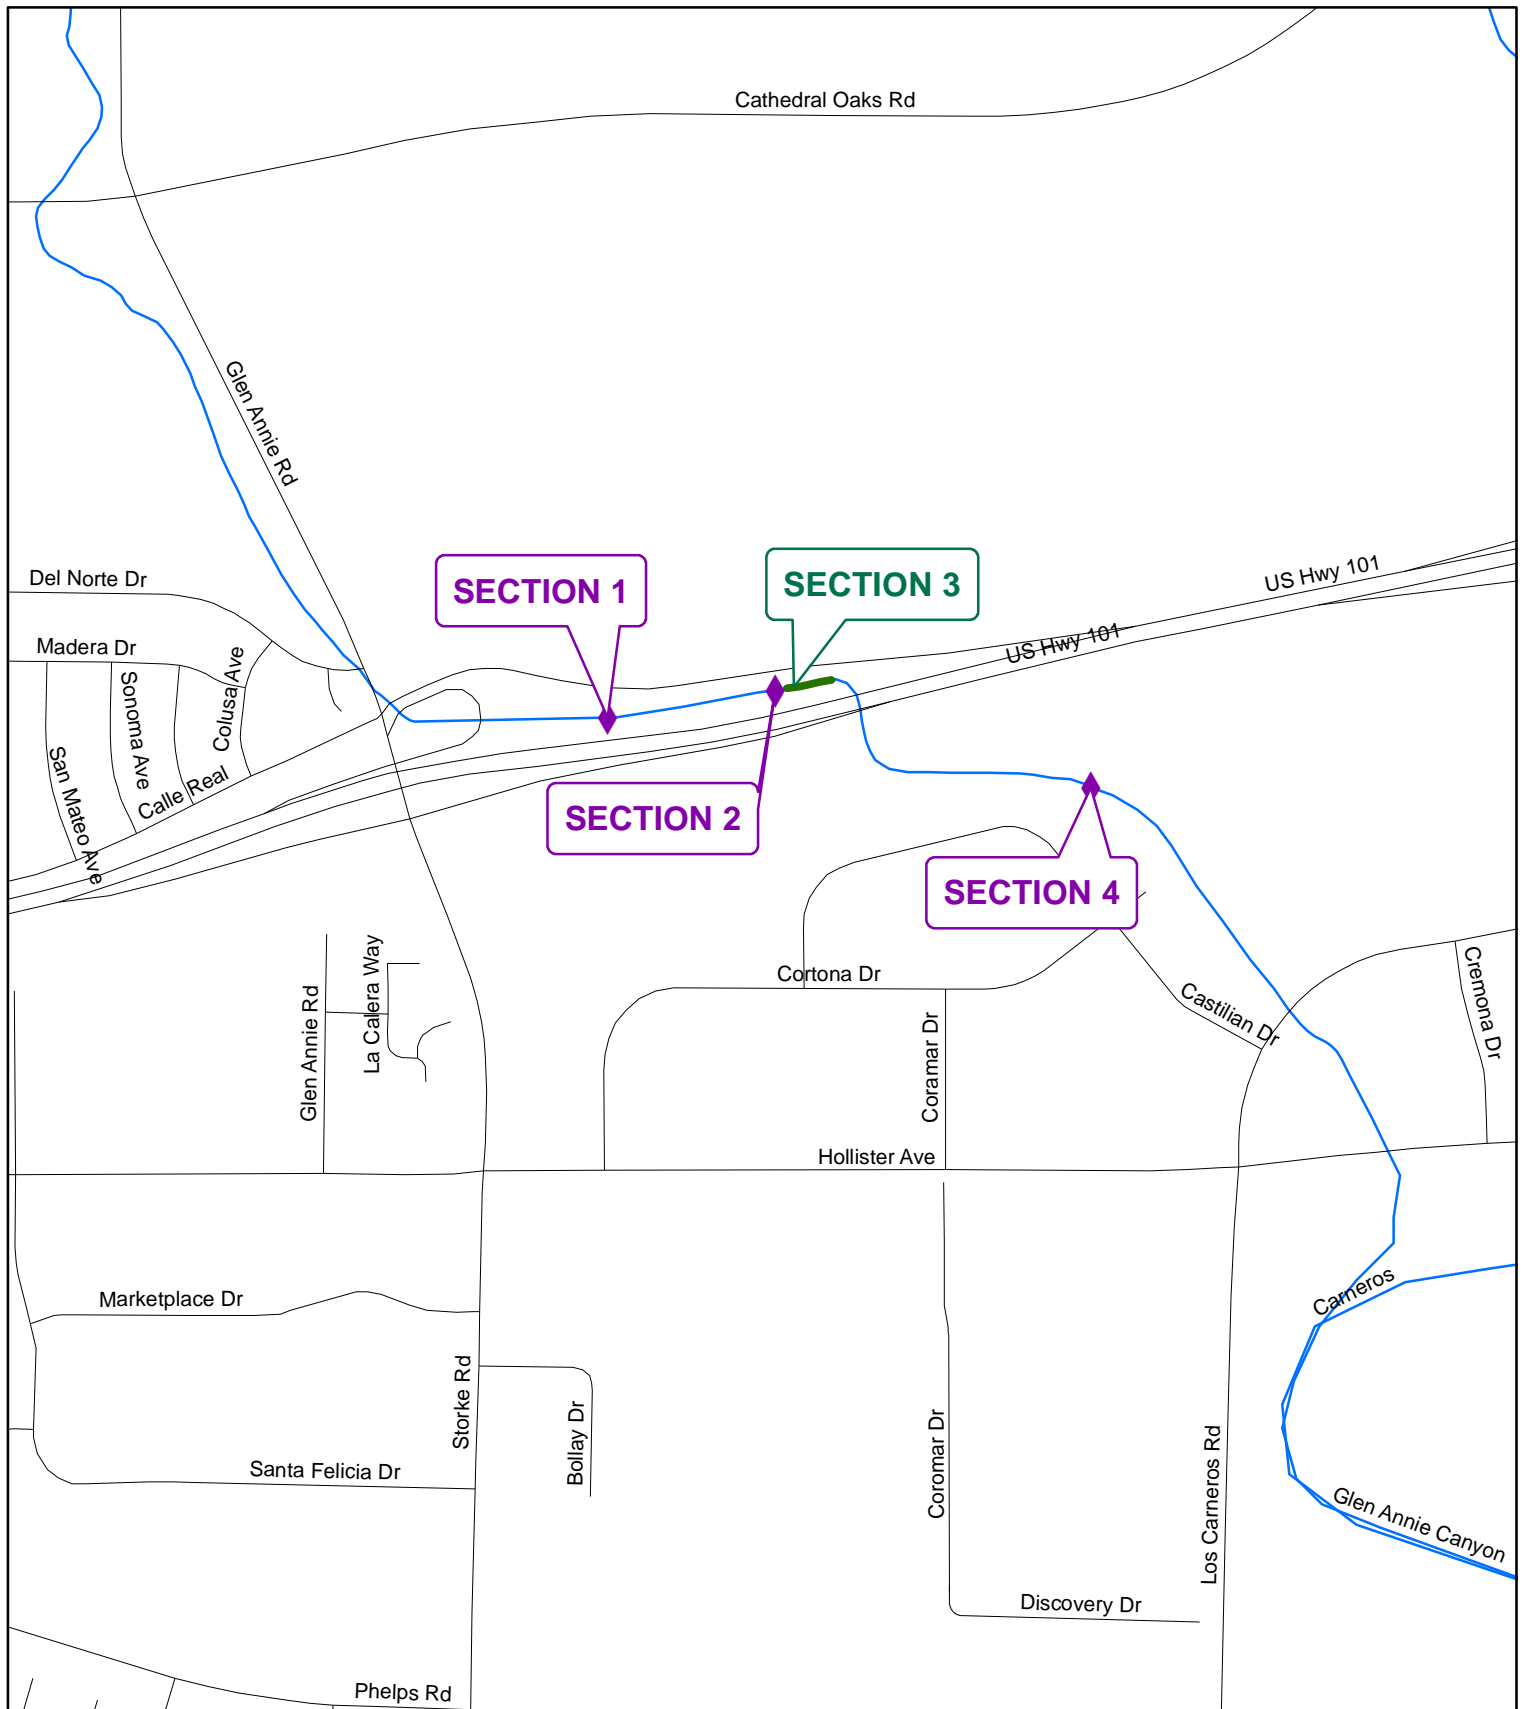 Cathedral Oaks Rd
Glen Annie Rd
Del Norte Dr
SECTION 1
SECTION 3
US Hwy 101
US Hwy 101
Madera Dr
Sonoma Ave
Colusa Ave
San Mateo Ave
Calle Real
SECTION 2
SECTION 4
Glen Annie Rd
La Calera Way
Cortona Dr
Coramar Dr
Castilian Dr
Cremona Dr
Hollister Ave
Marketplace Dr
Carneros
Storke Rd
Bollay Dr
Coromar Dr
Los Carneros Rd
Santa Felicia Dr
Glen Annie Canyon
Discovery Dr
Phelps Rd